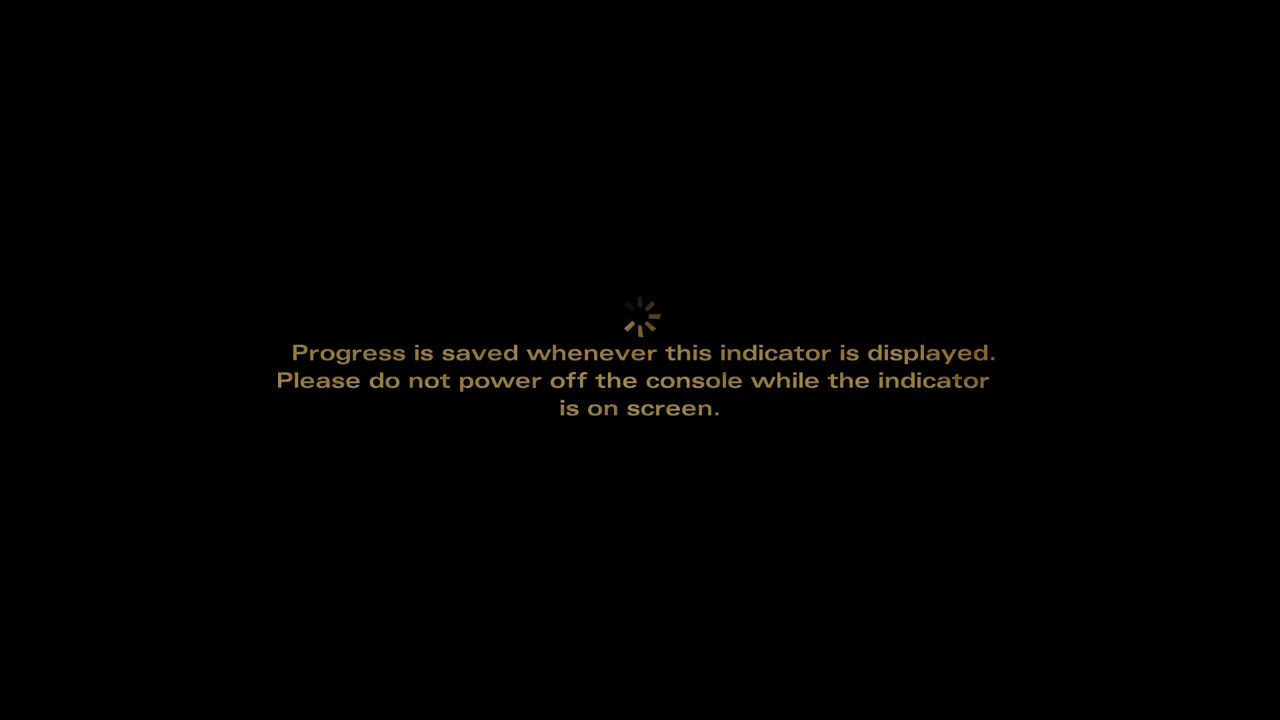 Progress is saved whenever this indicator is displayed.
Please do not power off the console while the indicator
is on screen.